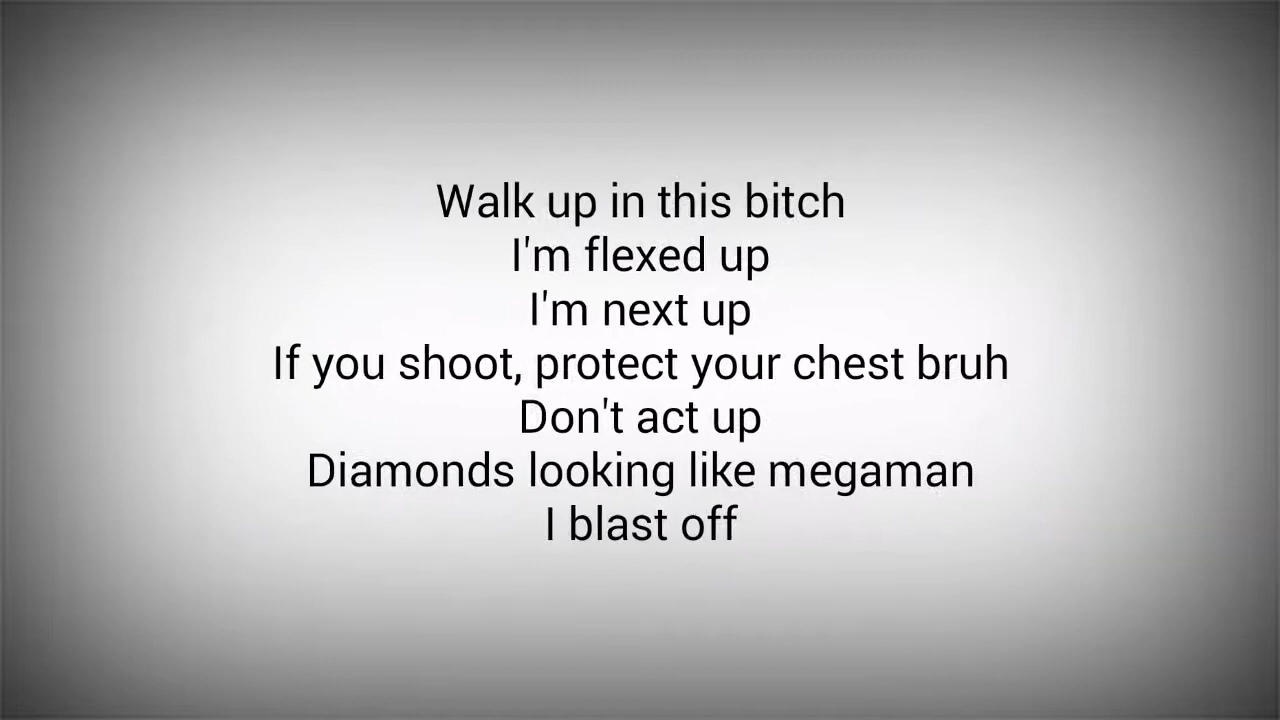 Walk up in this bitch
I'm flexed up
I'm next up
If you shoot, protect your chest bruh
Don't act up
Diamonds looking like megaman
I blast off